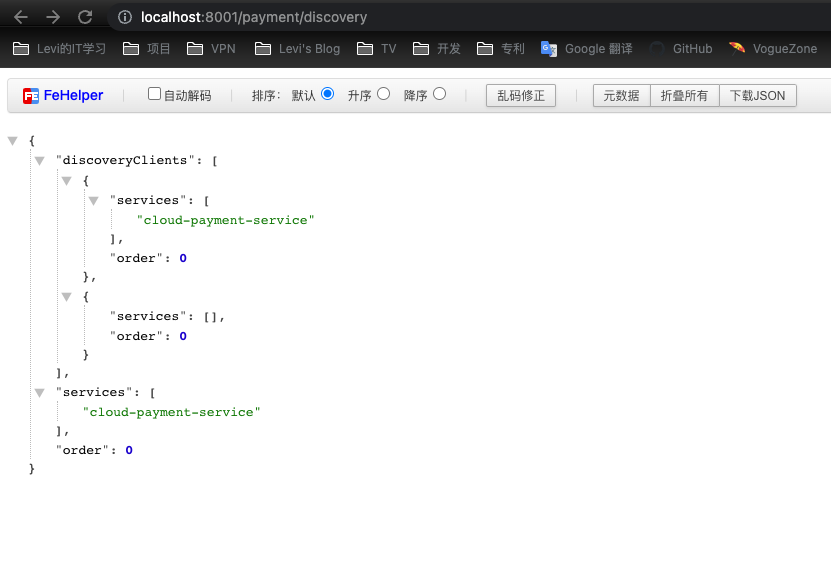 localhost:8001/payment/discovery
Levi的IT学习 项目 VPN Levi's Blog TV 开发 专利 Google 翻译 GitHub VogueZone
FE FeHelper 自动解码 排序: 默认 升序 降序 乱码修正 元数据 折叠所有 下载JSON
{
"discoveryClients": [
{
"services": [
"cloud-payment-service"
],
"order": 0
},
{
"services": [],
"order": 0
}
],
"services": [
"cloud-payment-service"
],
"order": 0
}